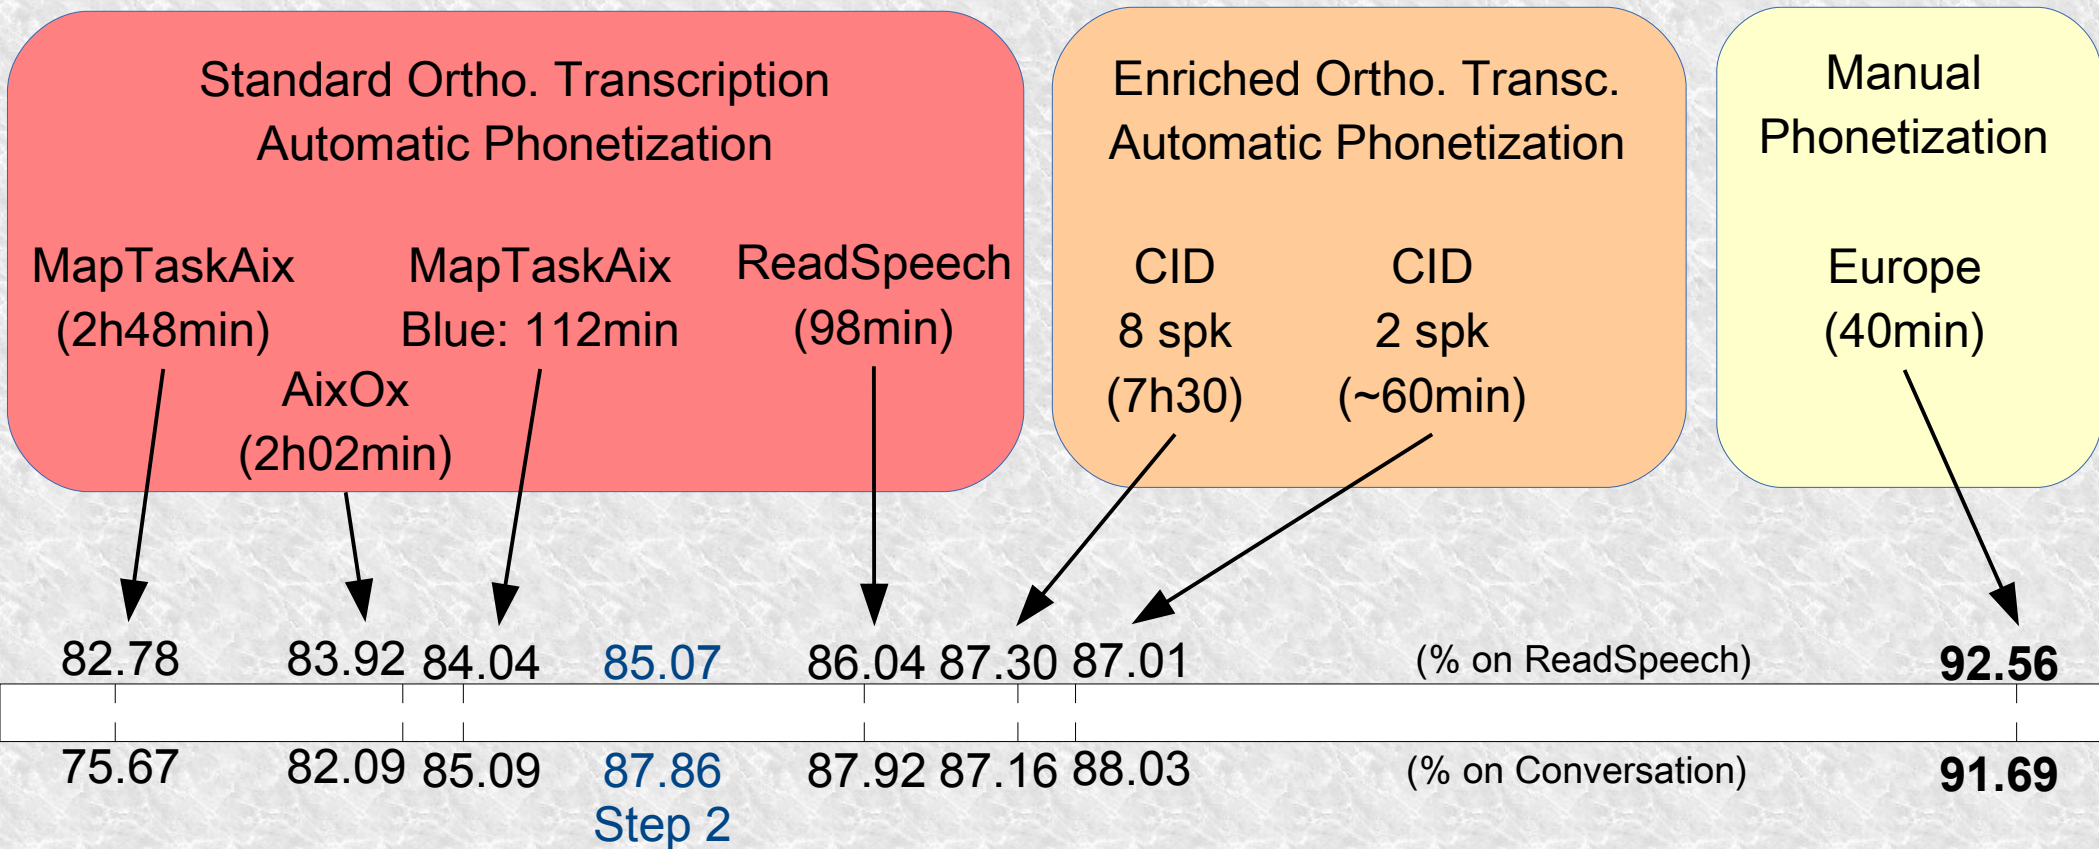 Standard Ortho. Transcription
Automatic Phonetization
MapTaskAix
(2h48min)
AixOx
(2h02min)
MapTaskAix
Blue: 112min
ReadSpeech
(98min)
Enriched Ortho. Transc.
Automatic Phonetization
CID
8 spk
(7h30)
CID
2 spk
(~60min)
Manual
Phonetization
Europe
(40min)
82.78 83.92 84.04 85.07 86.04 87.30 87.01 (% on ReadSpeech) 92.56
75.67 82.09 85.09 87.86 87.92 87.16 88.03 (% on Conversation) 91.69
Step 2